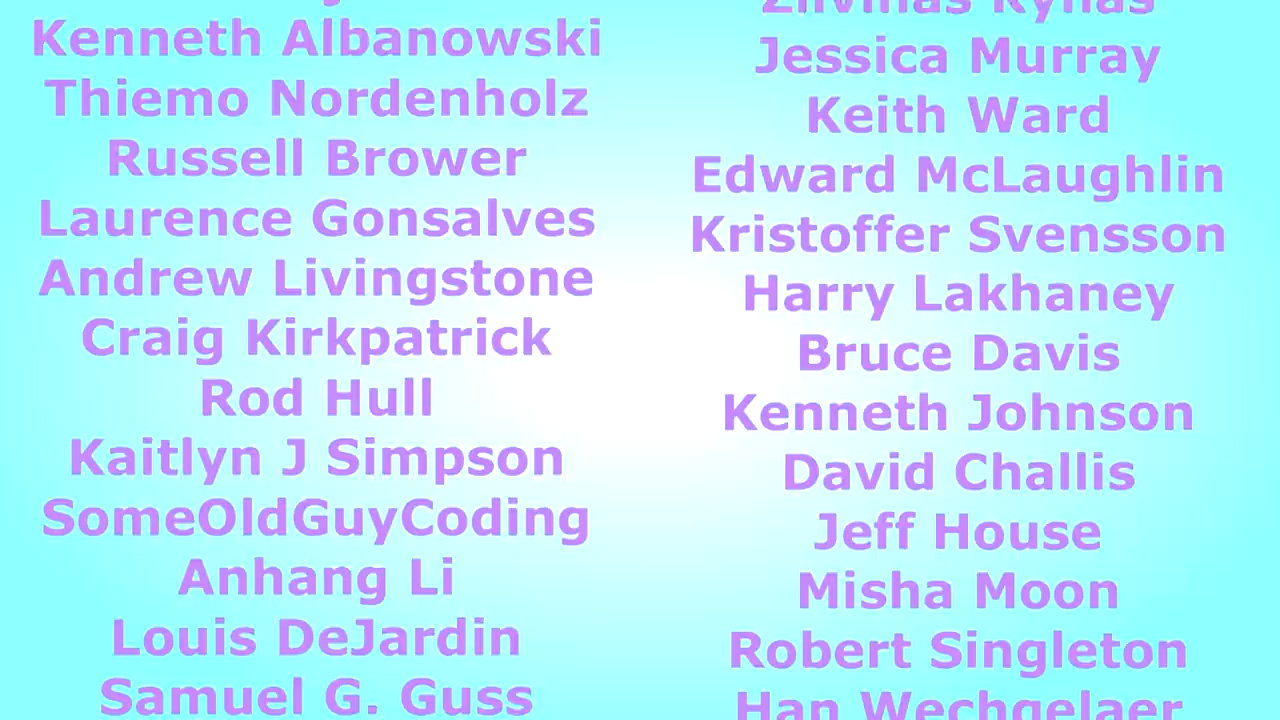 Kenneth Albanowski
Thiemo Nordenholz
Russell Brower
Laurence Gonsalves
Andrew Livingstone
Craig Kirkpatrick
Rod Hull
Kaitlyn J Simpson
SomeOldGuyCoding
Anhang Li
Louis DeJardin
Samuel G. Guss
Jessica Murray
Keith Ward
Edward McLaughlin
Kristoffer Svensson
Harry Lakhaney
Bruce Davis
Kenneth Johnson
David Challis
Jeff House
Misha Moon
Robert Singleton
Han Wechgelaer